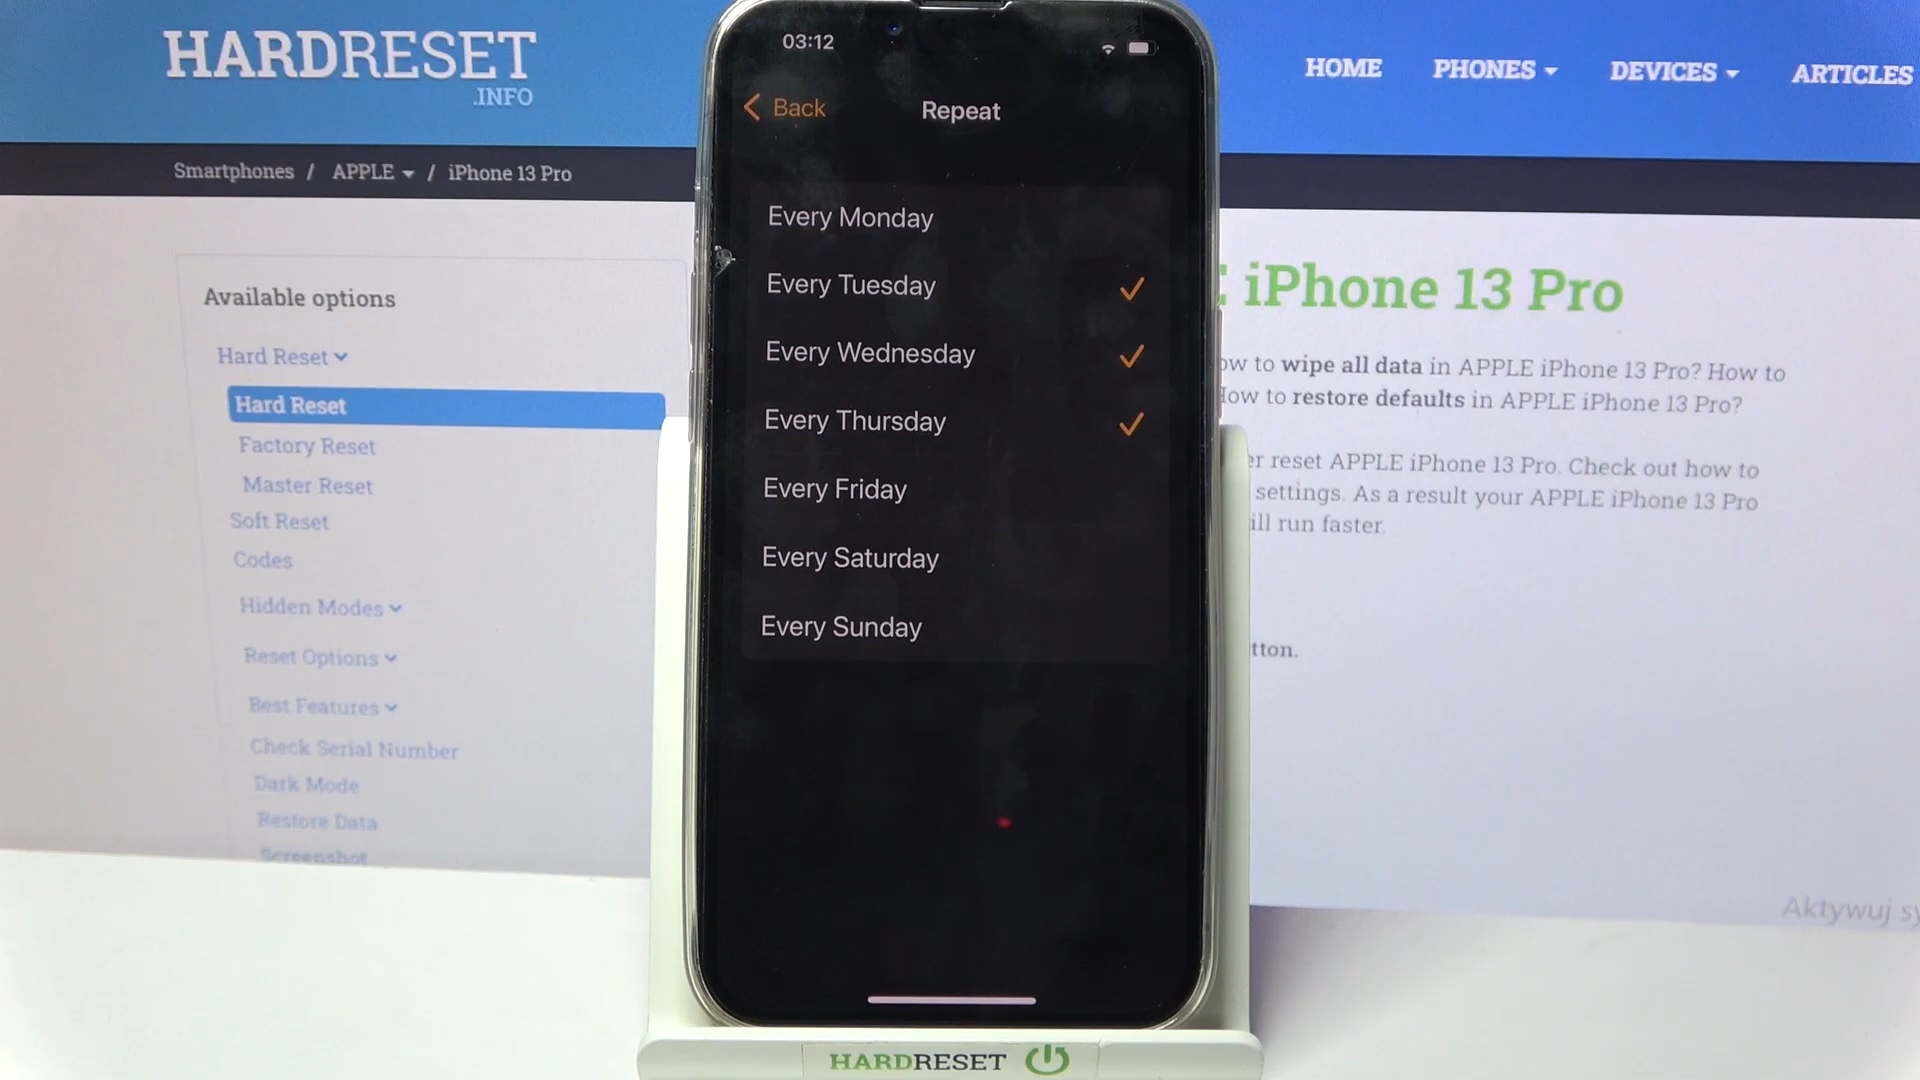 HARDRESET
.INFO
HOME PHONES DEVICES ARTICLES
Smartphones / APPLE / iPhone 13 Pro
Available options
Hard Reset
Hard Reset
Factory Reset
Master Reset
Soft Reset
Codes
Hidden Modes
Reset Options
Best Features
Check Serial Number
Dark Mode
Restore Data
Screenshot
03:12
Back
Repeat
Every Monday
Every Tuesday
Every Wednesday
Every Thursday
Every Friday
Every Saturday
Every Sunday
iPhone 13 Pro
to wipe all data in APPLE iPhone 13 Pro? How to
How to restore defaults in APPLE iPhone 13 Pro?
reset APPLE iPhone 13 Pro. Check out how to
settings. As a result your APPLE iPhone 13 Pro
will run faster.
tton.
Aktywuj
HARDRESET